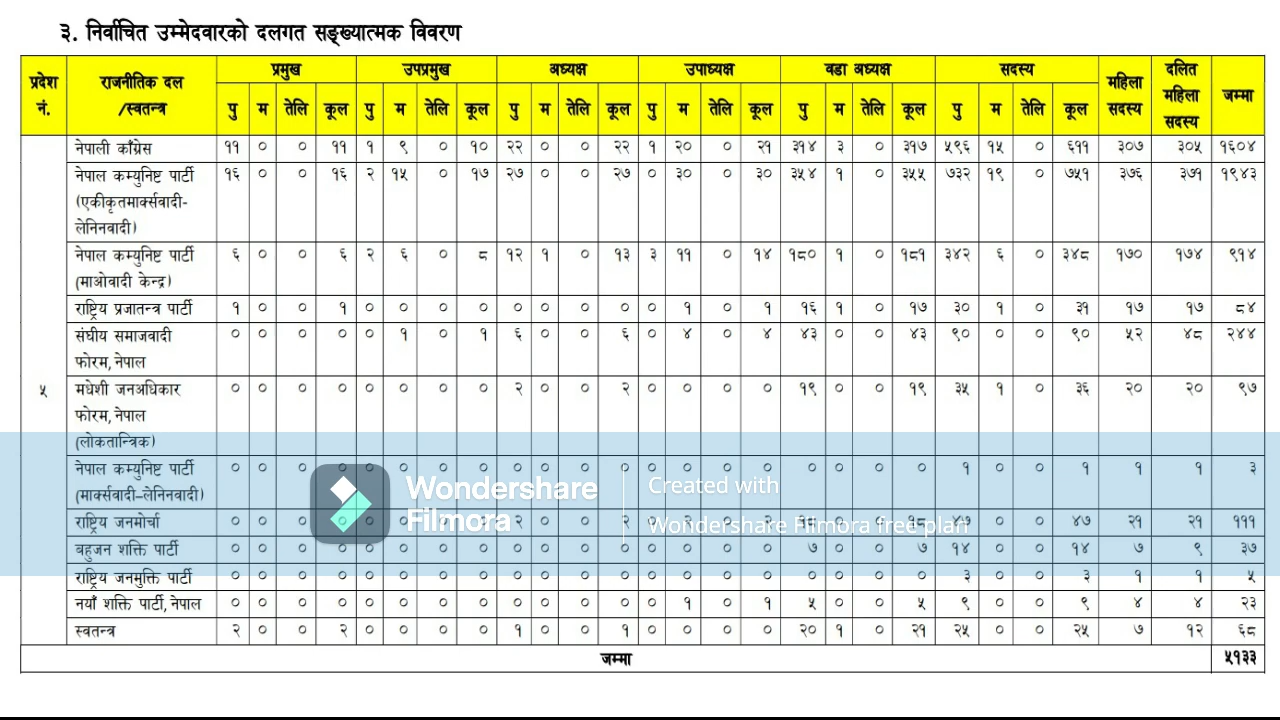 ३. निर्वाचित उम्मेदवारको दलगत सङ्ख्यात्मक विवरण
प्रदेश नं. राजनीतिक दल /स्वतन्त्र प्रमुख उपप्रमुख अध्यक्ष उपाध्यक्ष वडा अध्यक्ष सदस्य महिला सदस्य दलित महिला सदस्य जम्मा
पु म तेलि कूल पु म तेलि कूल पु म तेलि कूल पु म तेलि कूल पु म तेलि कूल पु म तेलि कूल
नेपाली काँग्रेस ११ ० ० ११ १ ९ ० १० २२ ० ० २२ १ २० ० २१ ३१४ ३ ० ३१७ ५९६ १५ ० ६११ ३०७ ३०५ १६०४
नेपाल कम्युनिष्ट पार्टी १६ ० ० १६ २ १५ ० १७ २७ ० ० २७ ० ३० ० ३० ३५४ १ ० ३५५ ७३२ १९ ० ७५१ ३७६ ३७१ १९४३
(एकीकृतमार्क्सवादी-
लेनिनवादी)
नेपाल कम्युनिष्ट पार्टी ६ ० ० ६ २ ६ ० ८ १२ १ ० १३ ३ ११ ० १४ १८० १ ० १८१ ३४२ ६ ० ३४८ १७० १७४ ९१४
(माओवादी केन्द्र)
राष्ट्रिय प्रजातन्त्र पार्टी १ ० ० १ ० ० ० ० ० ० ० ० ० १ ० १ १६ १ ० १७ ३० १ ० ३१ १७ १७ ८४
संघीय समाजवादी ० ० ० ० ० १ ० १ ६ ० ० ६ ० ४ ० ४ ४३ ० ० ४३ ९० ० ० ९० ५२ ४८ २४४
फोरम, नेपाल
५ मधेशी जनअधिकार ० ० ० ० ० ० ० ० २ ० ० २ ० ० ० ० १९ ० ० १९ ३५ १ ० ३६ २० २० ९७
फोरम, नेपाल
(लोकतान्त्रिक)
नेपाल कम्युनिष्ट पार्टी ० ० ० ० ० ० ० ० ० ० ० ० ० ० ० ० ० ० ० ० १ ० ० १ १ १ ३
(मार्क्सवादी–लेनिनवादी)
Wondershare Filmora
Created with
Wondershare Filmora free plan
राष्ट्रिय जनमोर्चा ० ० ० ० ० ० ० २ ० ० २ ० ० ० ० १८ ४७ ० ० ४७ २१ २१ १११
बहुजन शक्ति पार्टी ० ० ० ० ० ० ० ० ० ० ० ० ० ० ० ० ७ ० ० ७ १४ ० ० १४ ७ ९ ३७
राष्ट्रिय जनमुक्ति पार्टी ० ० ० ० ० ० ० ० ० ० ० ० ० ० ० ० ० ० ० ० ३ ० ० ३ १ १ ५
नयाँ शक्ति पार्टी, नेपाल ० ० ० ० ० ० ० ० ० ० ० ० ० १ ० १ ५ ० ० ५ ९ ० ० ९ ४ ४ २३
स्वतन्त्र २ ० ० २ ० ० ० ० १ ० ० १ ० ० ० ० २० १ ० २१ २५ ० ० २५ ७ १२ ६८
जम्मा ५१३३